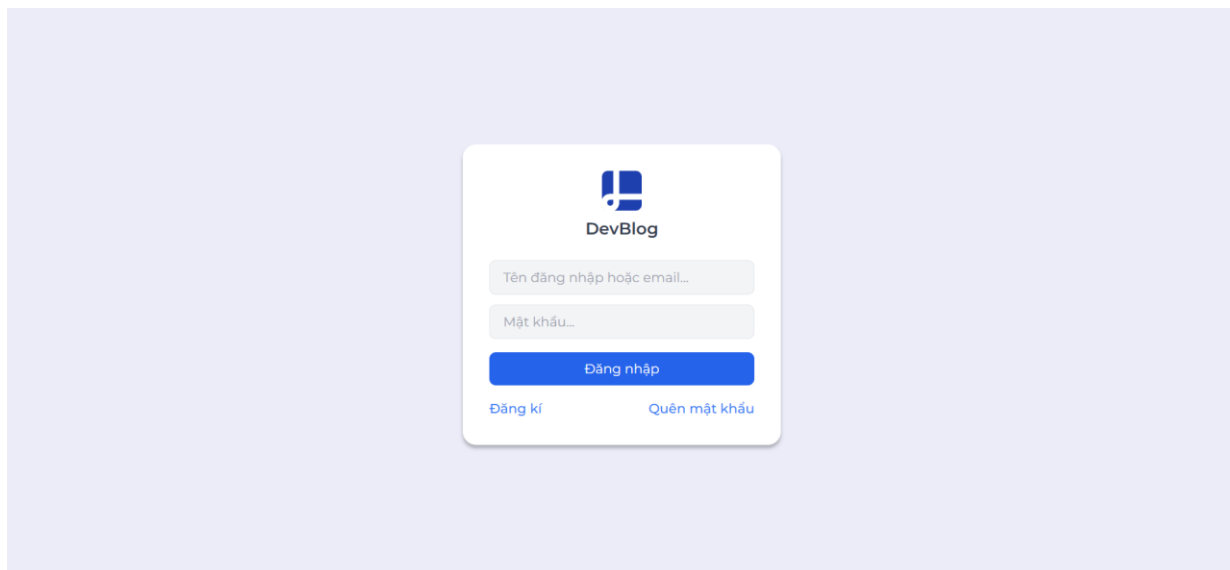 DevBlog
Tên đăng nhập hoặc email...
Mật khẩu...
Đăng nhập
Đăng kí
Quên mật khẩu